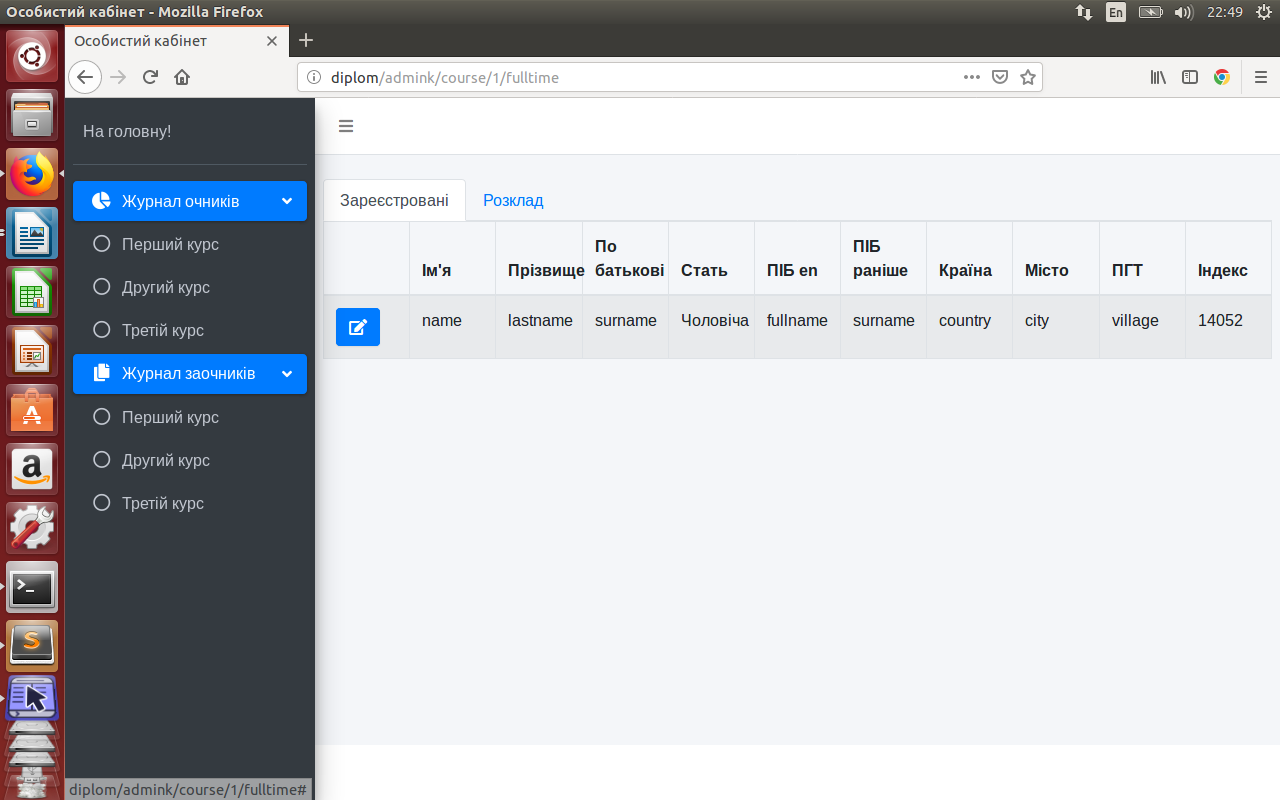 Особистий кабінет - Mozilla Firefox
En
22:49
Особистий кабінет
diplom/admink/course/1/fulltime
На головну!
Журнал очників
Перший курс
Другий курс
Третій курс
Журнал заочників
Перший курс
Другий курс
Третій курс
Зареєстровані Розклад
Ім'я Прізвище По батькові Стать ПІБ en ПІБ раніше Країна Місто ПГТ Індекс
name lastname surname Чоловіча fullname surname country city village 14052
diplom/admink/course/1/fulltime#